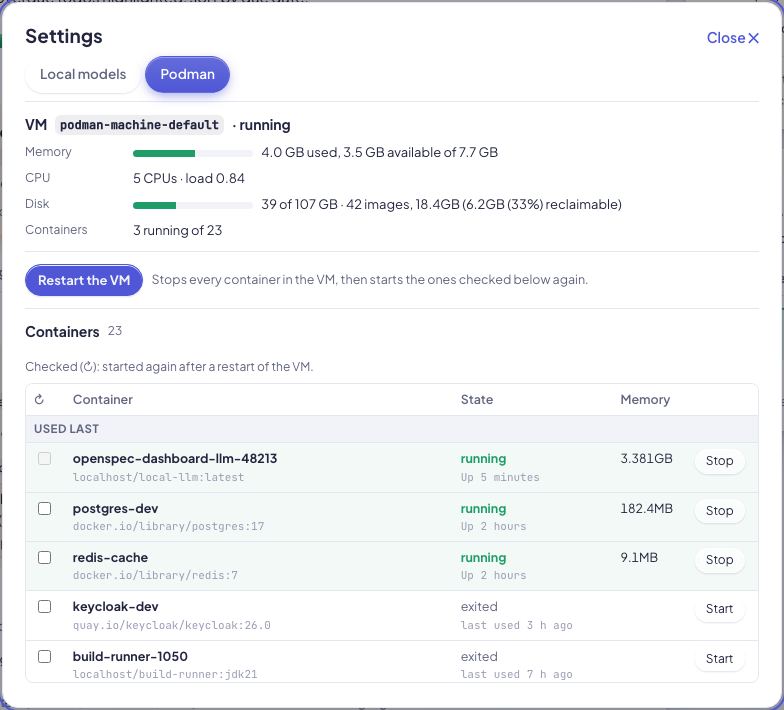 Settings
Close ✕
Local models
Podman
VM podman-machine-default · running
Memory 4.0 GB used, 3.5 GB available of 7.7 GB
CPU 5 CPUs · load 0.84
Disk 39 of 107 GB · 42 images, 18.4GB (6.2GB (33%) reclaimable)
Containers 3 running of 23
Restart the VM Stops every container in the VM, then starts the ones checked below again.
Containers 23
Checked (↻): started again after a restart of the VM.
↻ Container State Memory
USED LAST
openspec-dashboard-llm-48213 running 3.381GB Stop
localhost/local-llm:latest Up 5 minutes
postgres-dev running 182.4MB Stop
docker.io/library/postgres:17 Up 2 hours
redis-cache running 9.1MB Stop
docker.io/library/redis:7 Up 2 hours
keycloak-dev exited Start
quay.io/keycloak/keycloak:26.0 last used 3 h ago
build-runner-1050 exited Start
localhost/build-runner:jdk21 last used 7 h ago